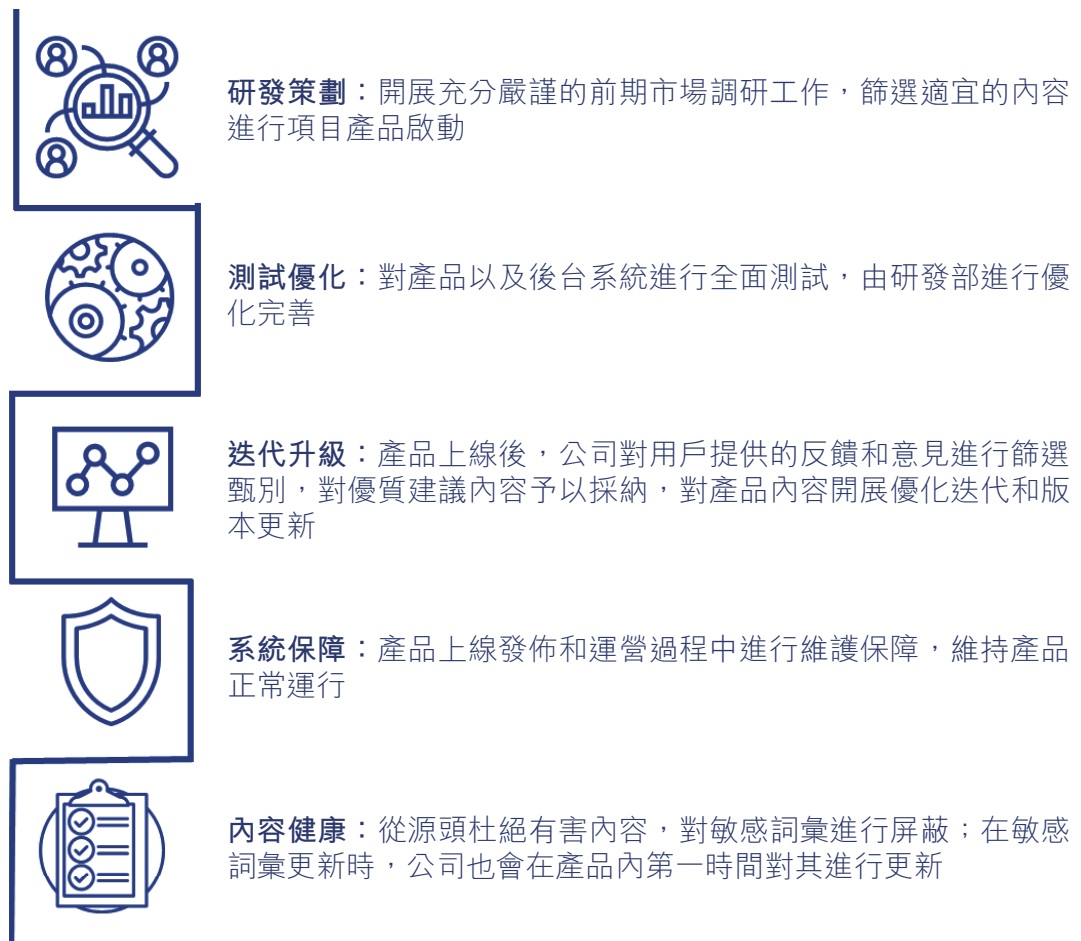 研發策劃：開展充分嚴謹的前期市場調研工作，篩選適宜的內容
進行項目產品啟動
測試優化：對產品以及後台系統進行全面測試，由研發部進行優
化完善
迭代升級：產品上線後，公司對用戶提供的反饋和意見進行篩選
甄別，對優質建議內容予以採納，對產品內容開展優化迭代和版
本更新
系統保障：產品上線發佈和運營過程中進行維護保障，維持產品
正常運行
內容健康：從源頭杜絕有害內容，對敏感詞彙進行屏蔽；在敏感
詞彙更新時，公司也會在產品內第一時間對其進行更新